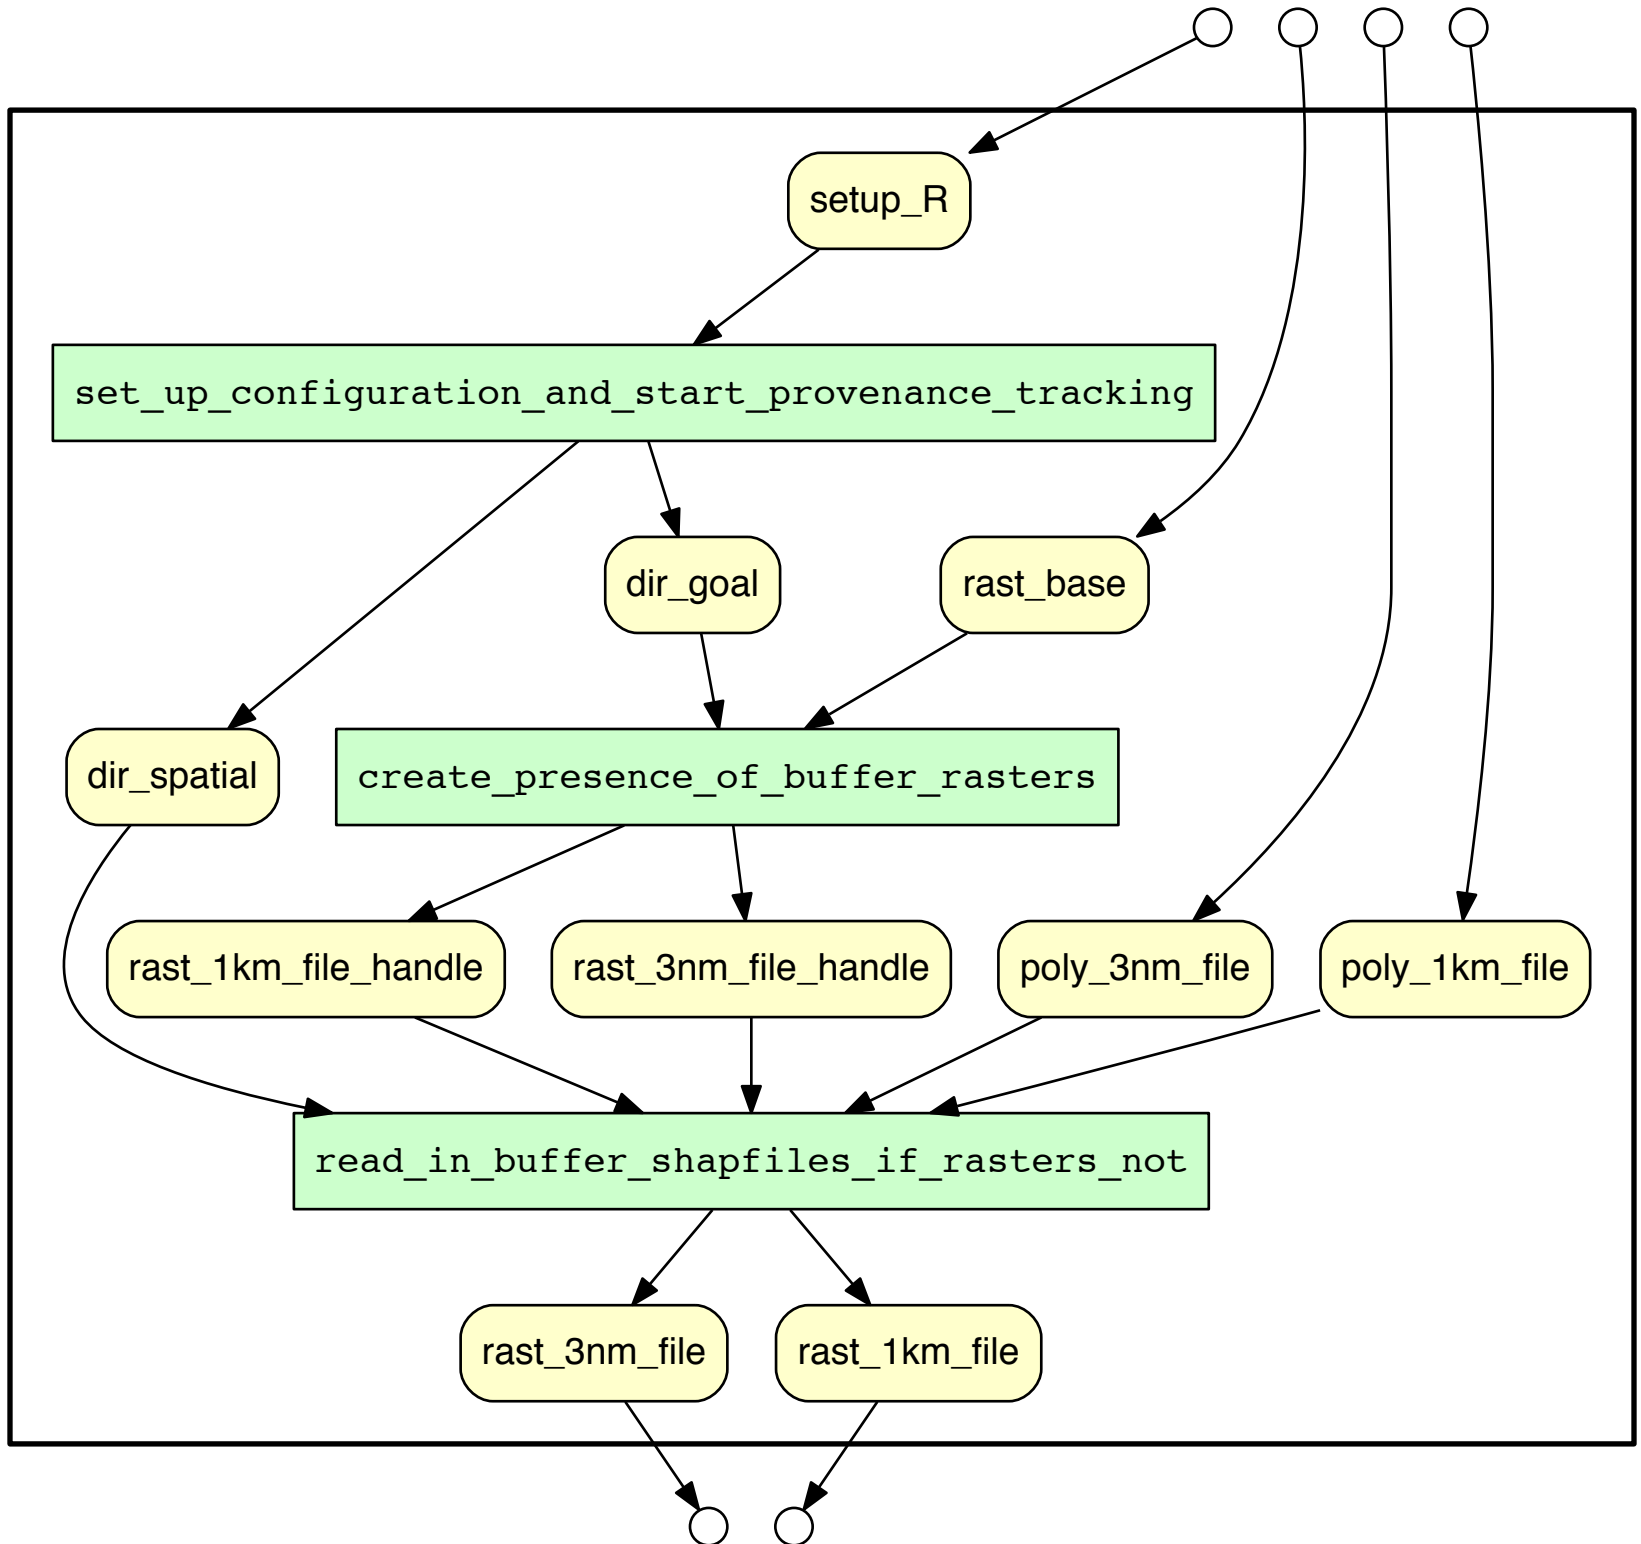 setup_R
set_up_configuration_and_start_provenance_tracking
dir_goal
rast_base
dir_spatial
create_presence_of_buffer_rasters
rast_1km_file_handle
rast_3nm_file_handle
poly_3nm_file
poly_1km_file
read_in_buffer_shapfiles_if_rasters_not
rast_3nm_file
rast_1km_file